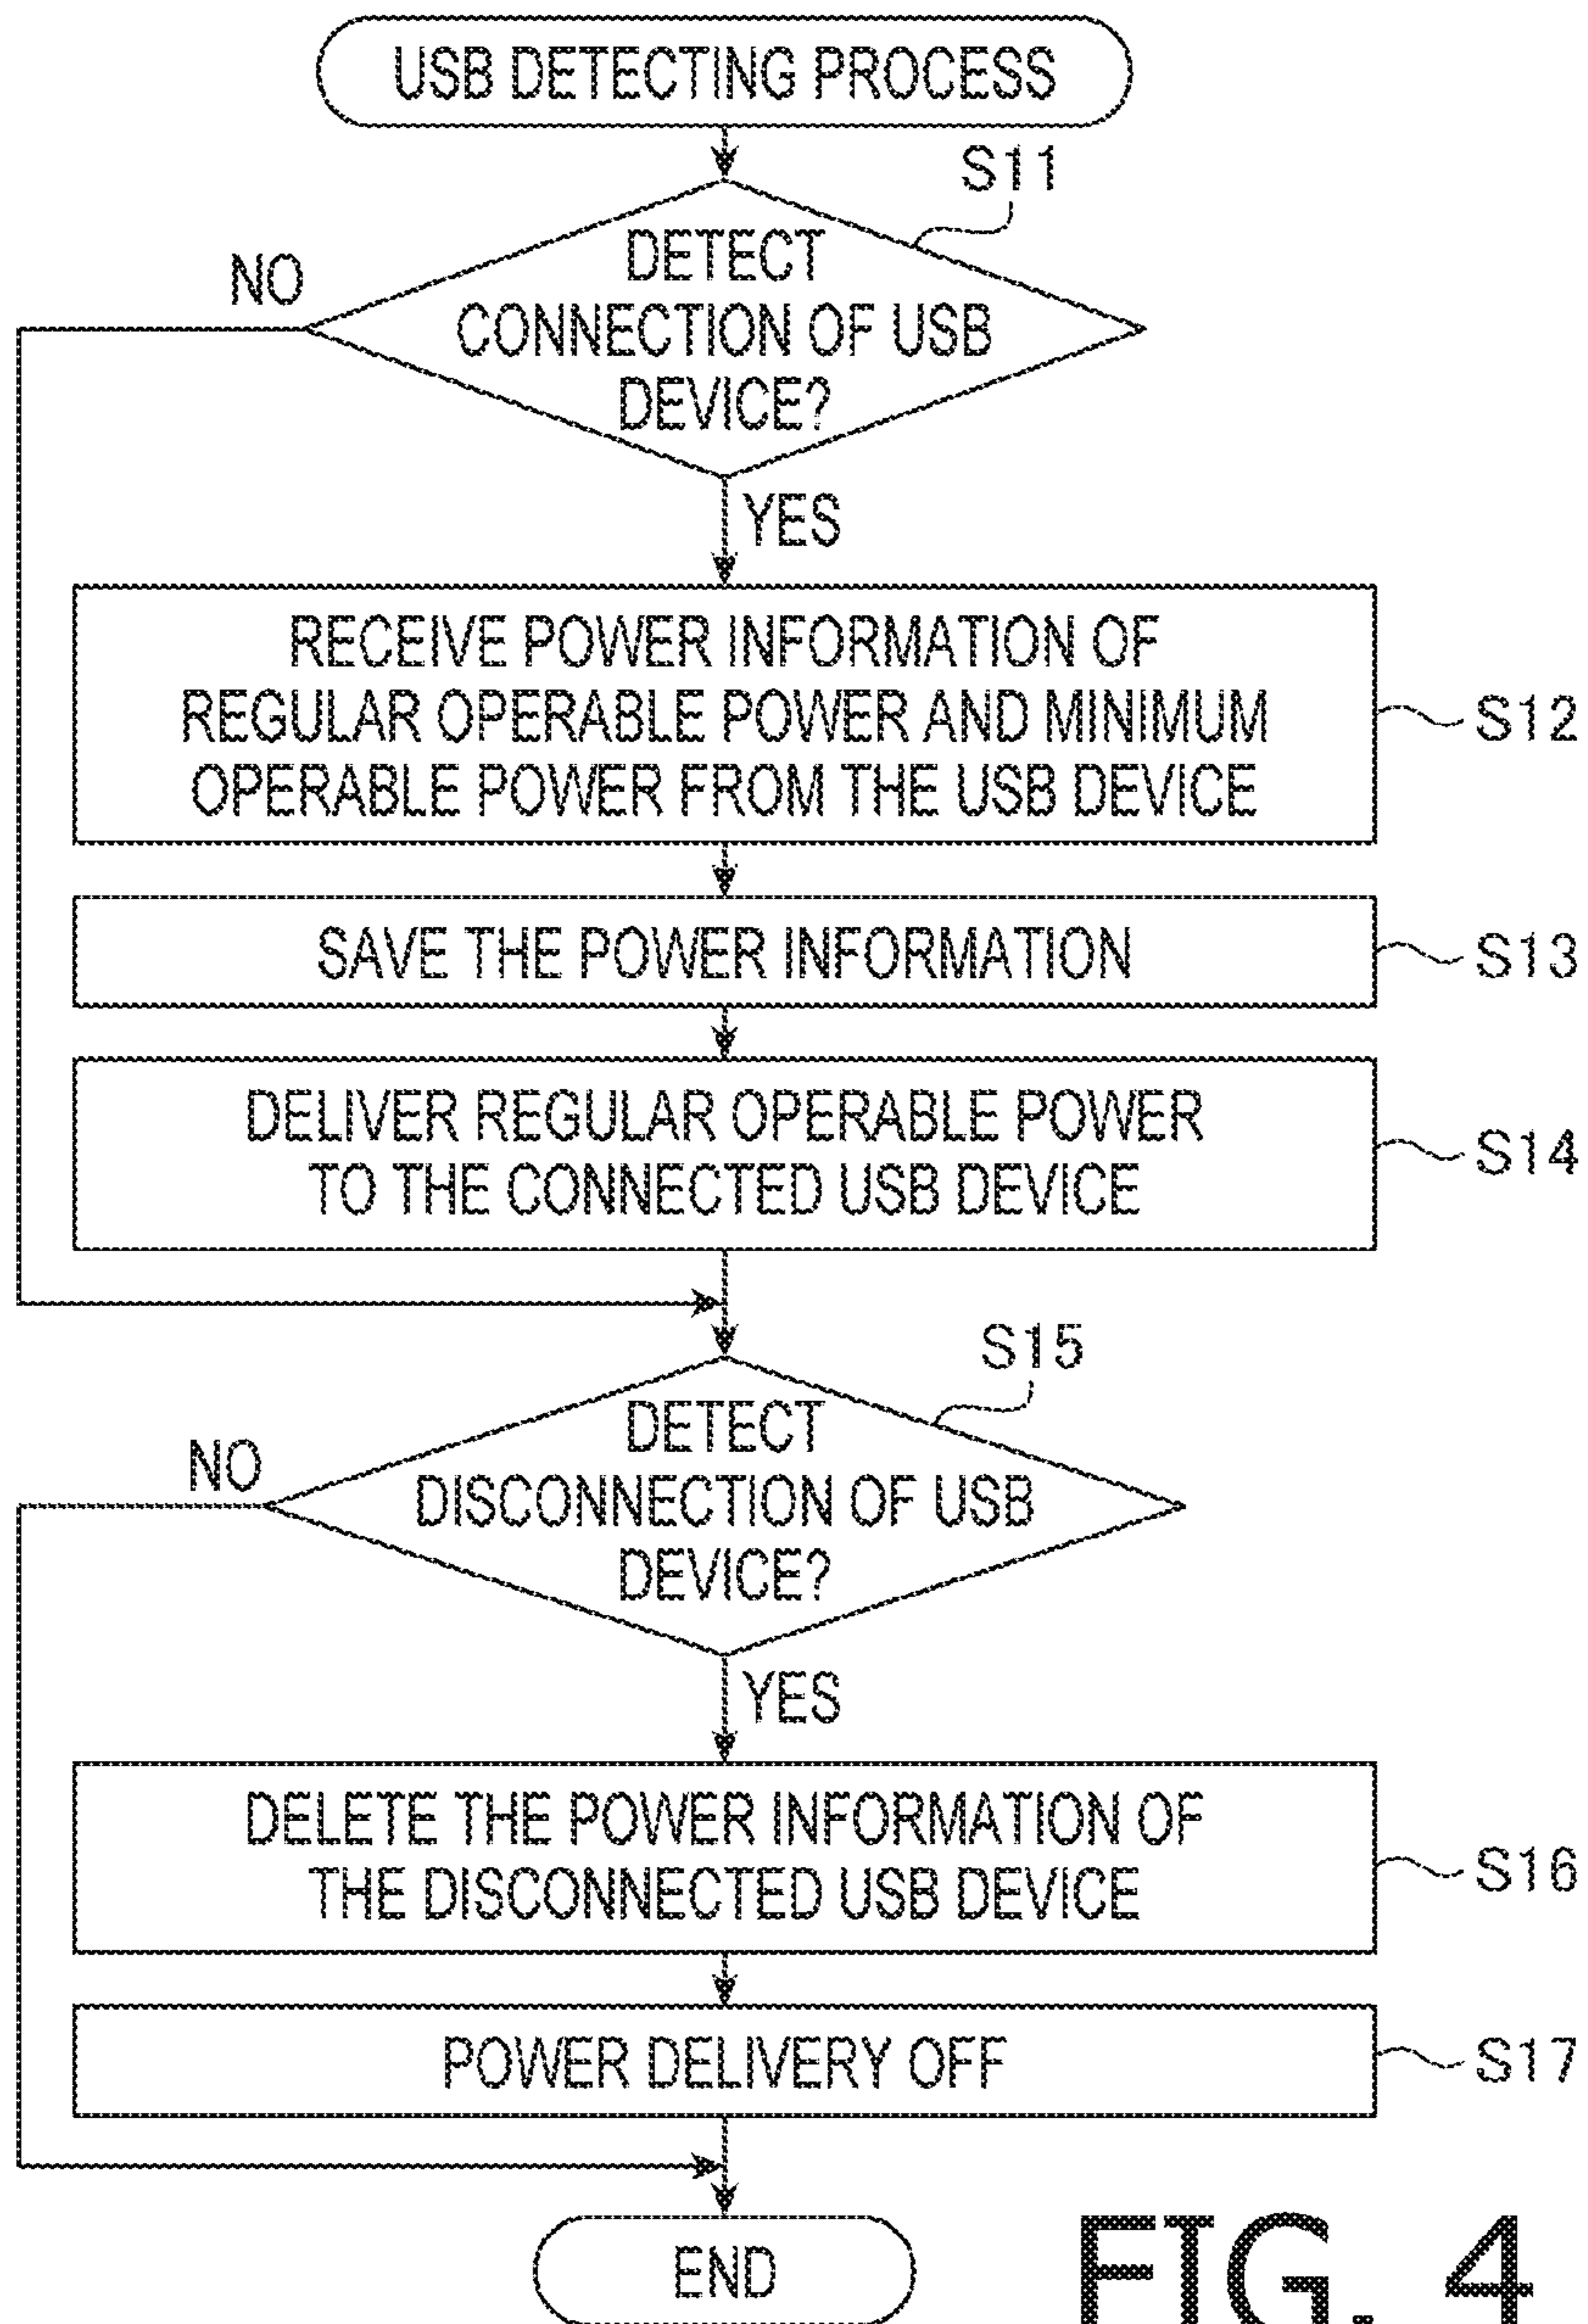 USB DETECTING PROCESS
S11
DETECT
CONNECTION OF USB
DEVICE?
NO
YES
RECEIVE POWER INFORMATION OF
REGULAR OPERABLE POWER AND MINIMUM
OPERABLE POWER FROM THE USB DEVICE
S12
SAVE THE POWER INFORMATION
S13
DELIVER REGULAR OPERABLE POWER
TO THE CONNECTED USB DEVICE
S14
S15
DETECT
DISCONNECTION OF USB
DEVICE?
NO
YES
DELETE THE POWER INFORMATION OF
THE DISCONNECTED USB DEVICE
S16
POWER DELIVERY OFF
S17
END
FIG. 4